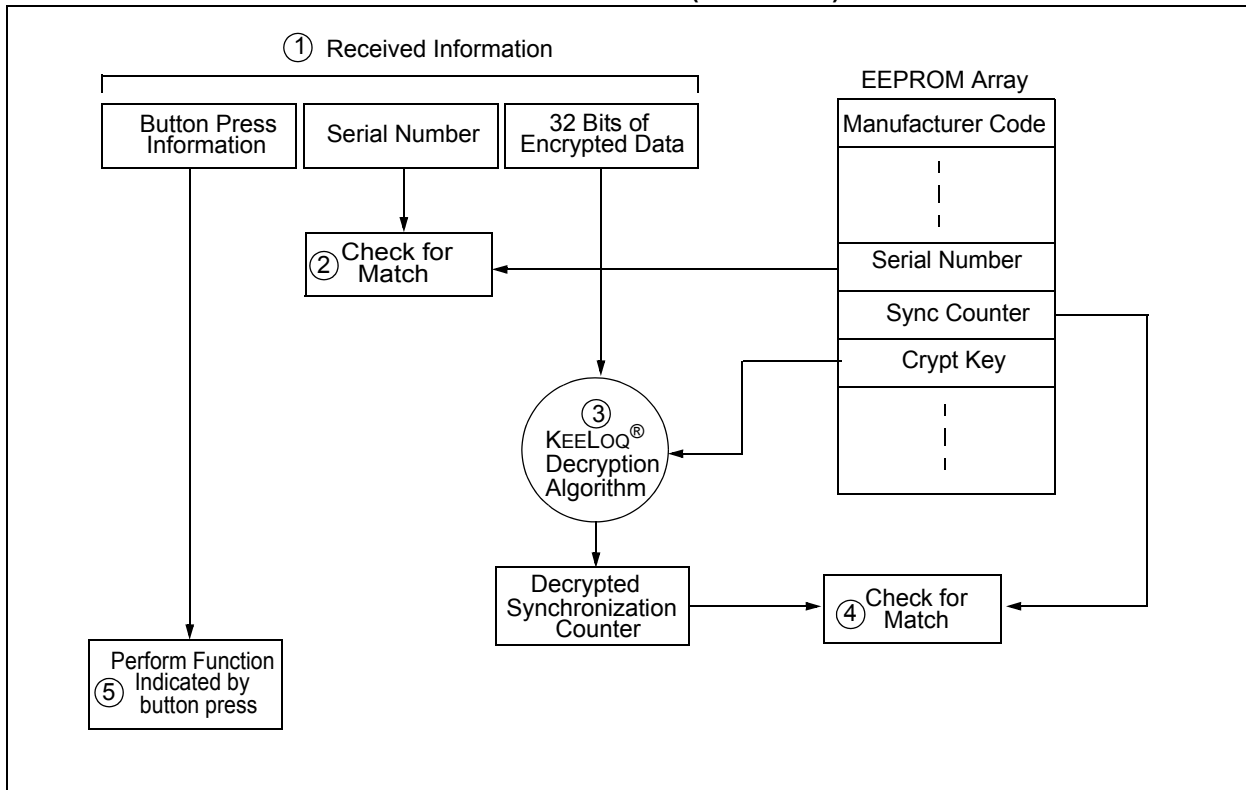 ① Received Information
EEPROM Array
Button Press
Information
Serial Number
32 Bits of
Encrypted Data
Manufacturer Code
② Check for
Match
Serial Number
Sync Counter
Crypt Key
③
KEELOQ®
Decryption
Algorithm
Decrypted
Synchronization
Counter
④ Check for
Match
Perform Function
⑤ Indicated by
button press